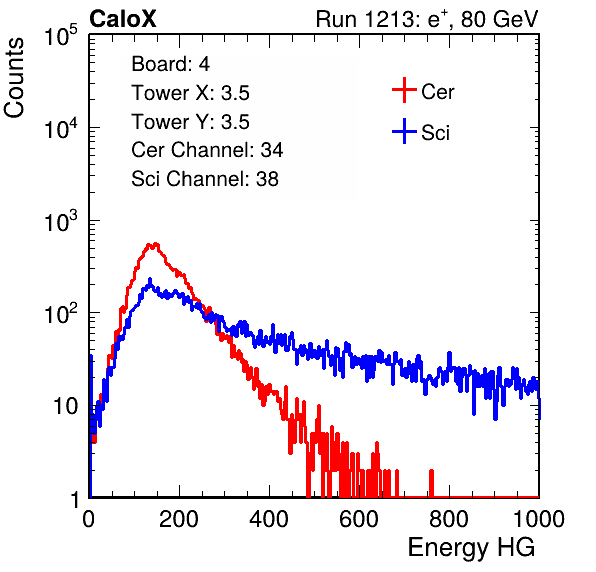 CaloX Run 1213: e⁺, 80 GeV
Counts
10⁵
10⁴
10³
10²
10
1
Board: 4
Tower X: 3.5
Tower Y: 3.5
Cer Channel: 34
Sci Channel: 38
Cer
Sci
0 200 400 600 800 1000
Energy HG